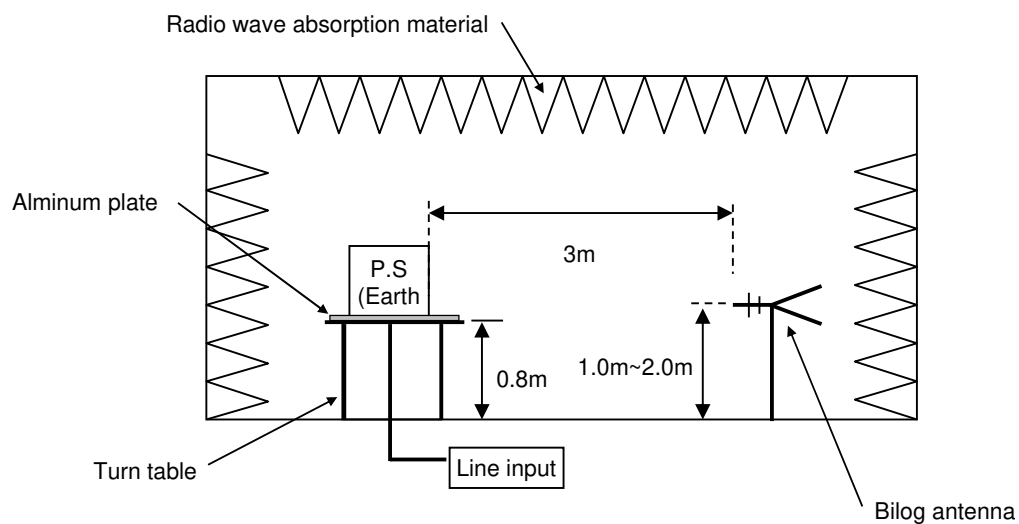 Radio wave absorption material
Alminum plate
3m
P.S
(Earth
0.8m
1.0m~2.0m
Turn table
Line input
Bilog antenna